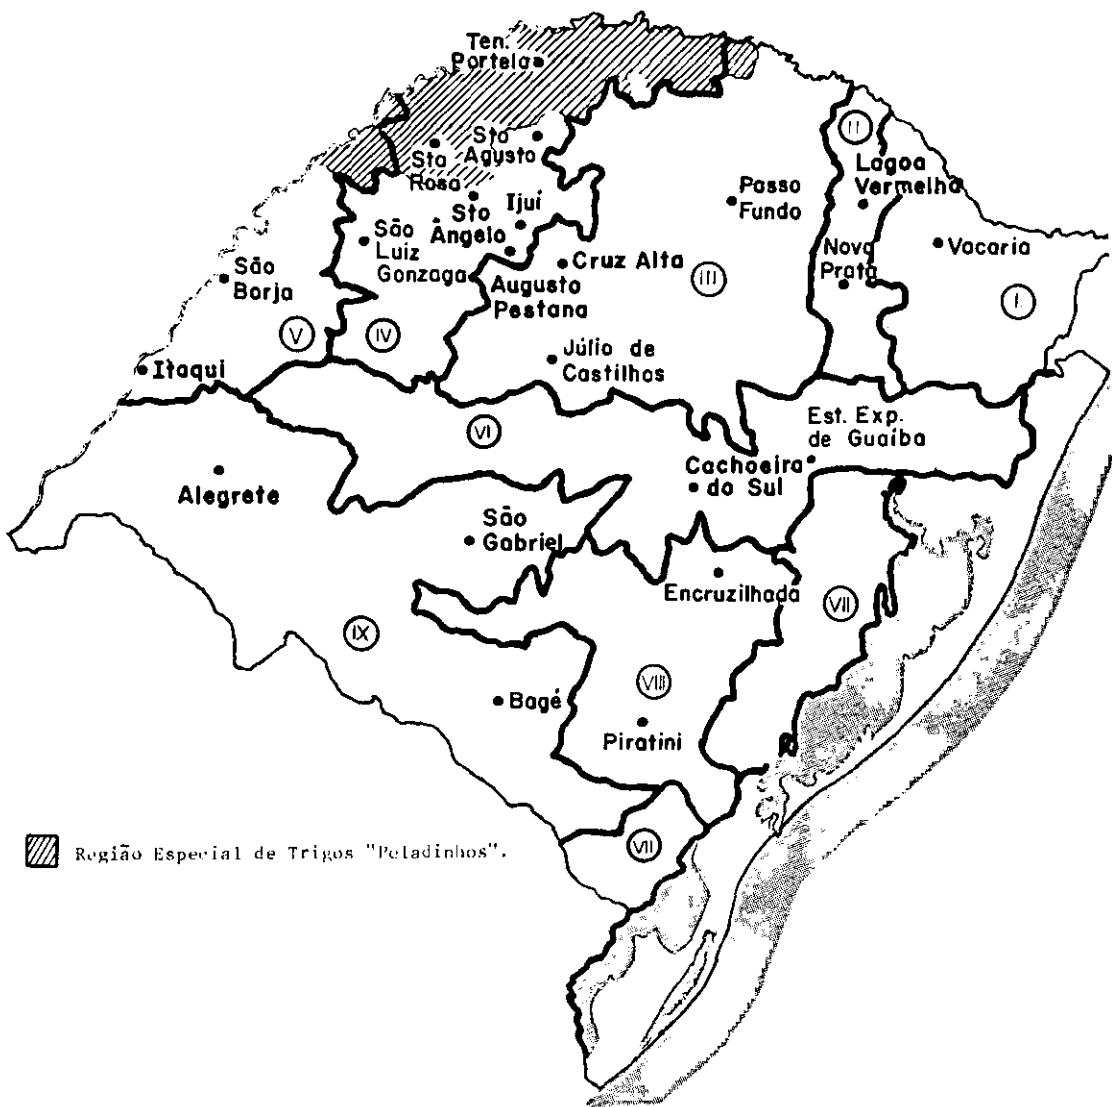 Ten.
Portela
Sto
Agusto
Sta
Rosa
II
Lagoa
Vermelha
Passo
Fundo
Ijuí
Sto
Ângelo
São
Luiz
Gonzaga
Nova
Prata
Vacaria
São
Borja
Cruz Alta
Augusto
Pestana
III
I
V
IV
Júlio de
Castilhos
Itaqui
VI
Est. Exp.
de Guaíba
Cachoeira
do Sul
Alegrete
São
Gabriel
Encruzilhada
VII
IX
VIII
Bagé
Piratini
VII
Região Especial de Trigos "Peladinhos".